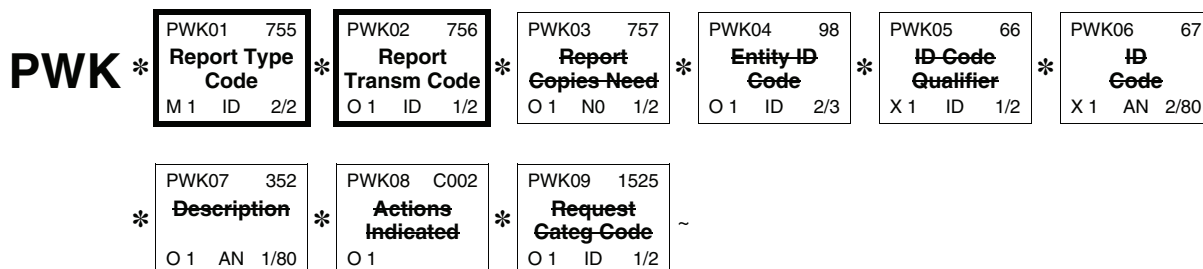 PWK * PWK01 755 * PWK02 756 * PWK03 757 * PWK04 98 * PWK05 66 * PWK06 67
Report Type Report Report Entity ID ID Code ID
Code Transm Code Copies Need Code Qualifier Code
M 1 ID 2/2 O 1 ID 1/2 O 1 N0 1/2 O 1 ID 2/3 X 1 ID 1/2 X 1 AN 2/80
* PWK07 352 * PWK08 C002 * PWK09 1525 ~
Description Actions Request
Indicated Categ Code
O 1 AN 1/80 O 1 O 1 ID 1/2